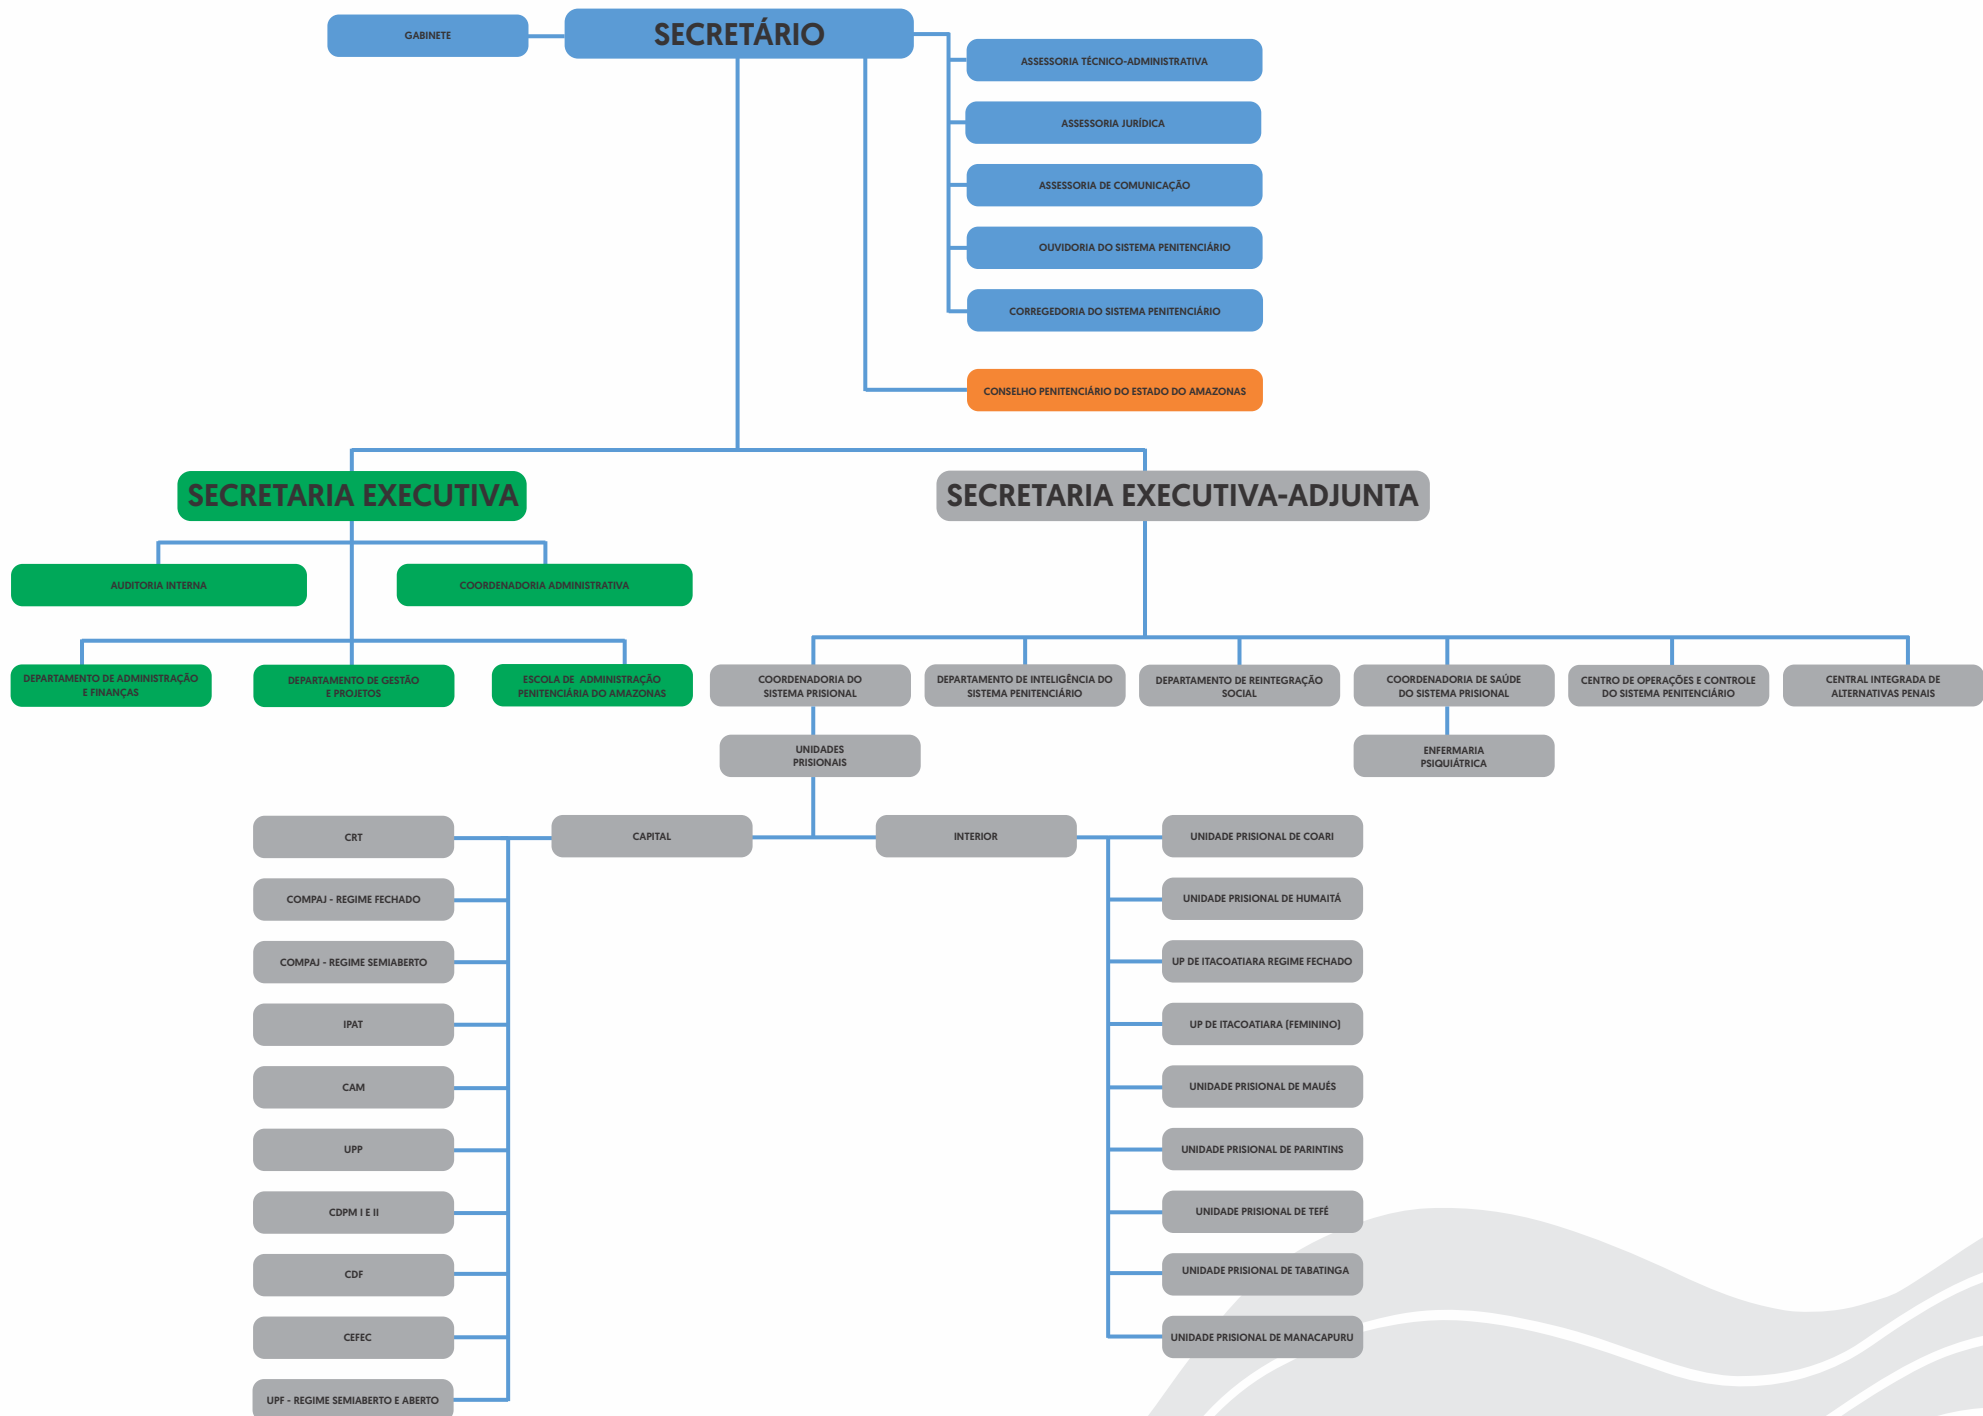 GABINETE
SECRETÁRIO
ASSESSORIA TÉCNICO-ADMINISTRATIVA
ASSESSORIA JURÍDICA
ASSESSORIA DE COMUNICAÇÃO
OUVIDORIA DO SISTEMA PENITENCIÁRIO
CORREGEDORIA DO SISTEMA PENITENCIÁRIO
CONSELHO PENITENCIÁRIO DO ESTADO DO AMAZONAS
SECRETARIA EXECUTIVA
SECRETARIA EXECUTIVA-ADJUNTA
AUDITORIA INTERNA
COORDENADORIA ADMINISTRATIVA
DEPARTAMENTO DE ADMINISTRAÇÃO
E FINANÇAS
DEPARTAMENTO DE GESTÃO
E PROJETOS
ESCOLA DE ADMINISTRAÇÃO
PENITENCIÁRIA DO AMAZONAS
COORDENADORIA DO
SISTEMA PRISIONAL
DEPARTAMENTO DE INTELIGÊNCIA DO
SISTEMA PENITENCIÁRIO
DEPARTAMENTO DE REINTEGRAÇÃO
SOCIAL
COORDENADORIA DE SAÚDE
DO SISTEMA PRISIONAL
CENTRO DE OPERAÇÕES E CONTROLE
DO SISTEMA PENITENCIÁRIO
CENTRAL INTEGRADA DE
ALTERNATIVAS PENAIS
UNIDADES
PRISIONAIS
ENFERMARIA
PSIQUIÁTRICA
CAPITAL
INTERIOR
CRT
COMPAJ - REGIME FECHADO
COMPAJ - REGIME SEMIABERTO
IPAT
CAM
UPP
CDPM I E II
CDF
CEFEC
UPF - REGIME SEMIABERTO E ABERTO
UNIDADE PRISIONAL DE COARI
UNIDADE PRISIONAL DE HUMAITÁ
UP DE ITACOATIARA REGIME FECHADO
UP DE ITACOATIARA (FEMININO)
UNIDADE PRISIONAL DE MAUÉS
UNIDADE PRISIONAL DE PARINTINS
UNIDADE PRISIONAL DE TEFÉ
UNIDADE PRISIONAL DE TABATINGA
UNIDADE PRISIONAL DE MANACAPURU